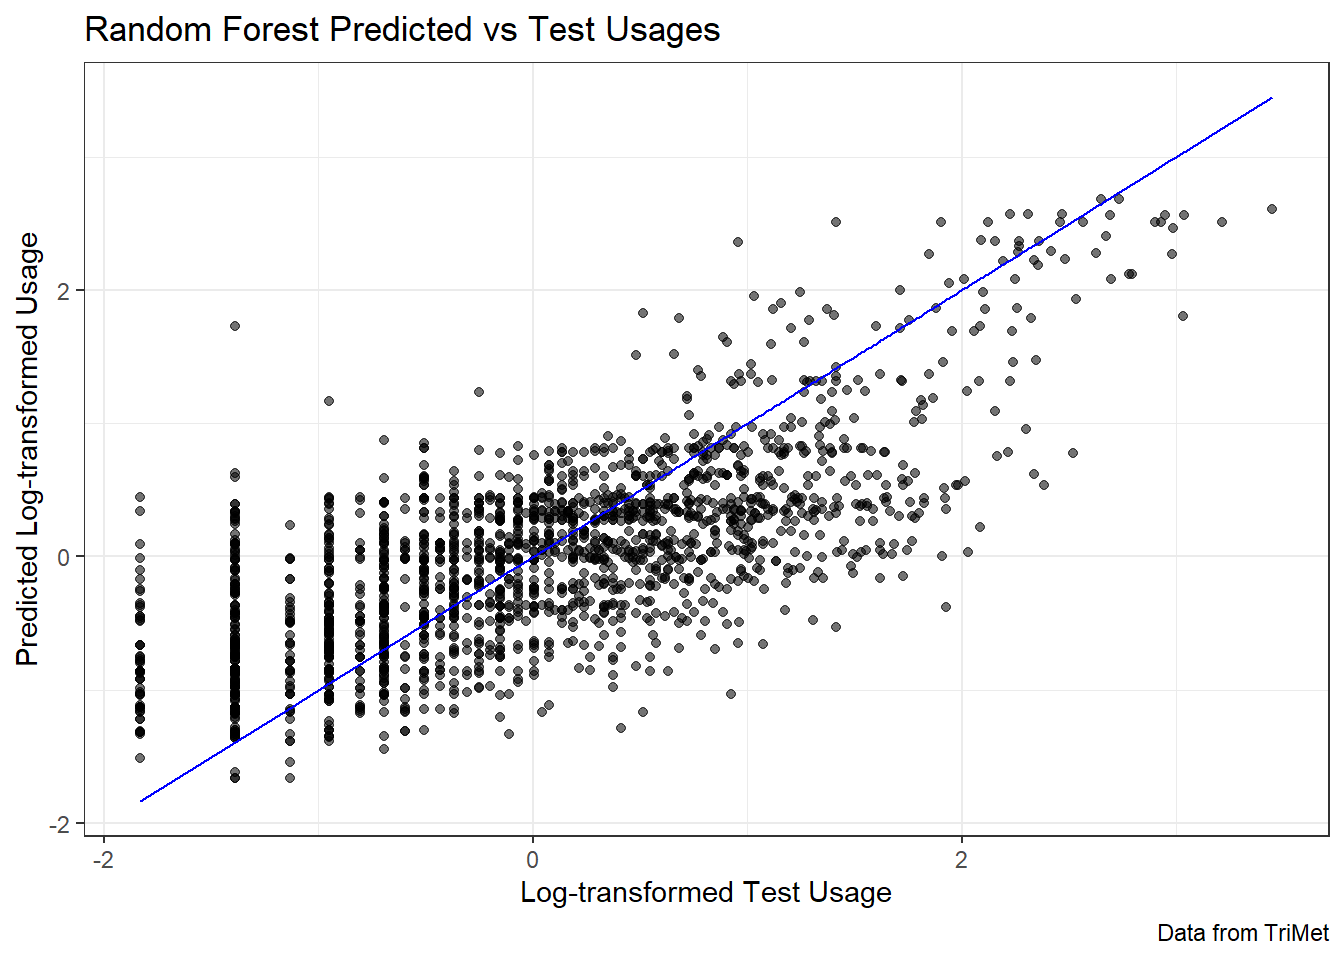 Random Forest Predicted vs Test Usages
Predicted Log-transformed Usage
2
0
-2
-2
0
2
Log-transformed Test Usage
Data from TriMet